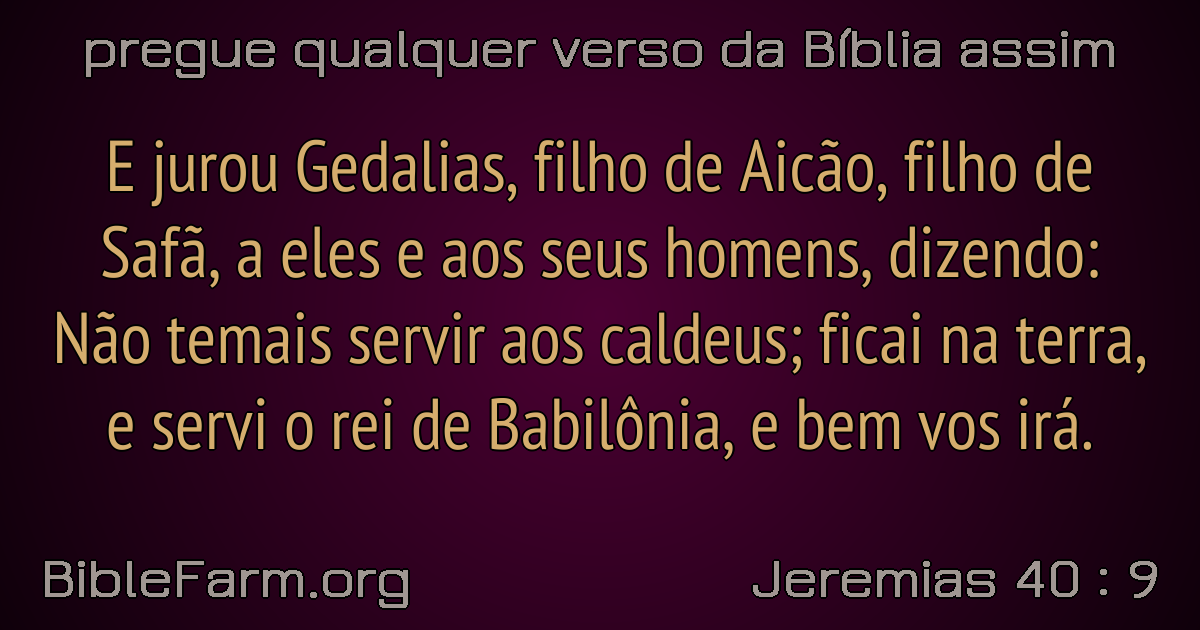 pregue qualquer verso da Bíblia assim
E jurou Gedalias, filho de Aicão, filho de
Safã, a eles e aos seus homens, dizendo:
Não temais servir aos caldeus; ficai na terra,
e servi o rei de Babilônia, e bem vos irá.
BibleFarm.org
Jeremias 40 : 9